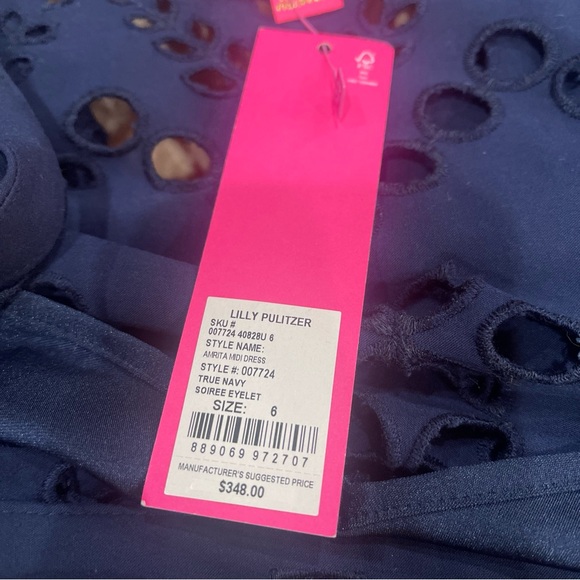 LILLY PULITZER
SKU #
007724 40828U 6
STYLE NAME:
AMRITA MIDI DRESS
STYLE #: 007724
TRUE NAVY
SOIREE EYELET
SIZE: 6
889069 972707
MANUFACTURER'S SUGGESTED PRICE
$348.00